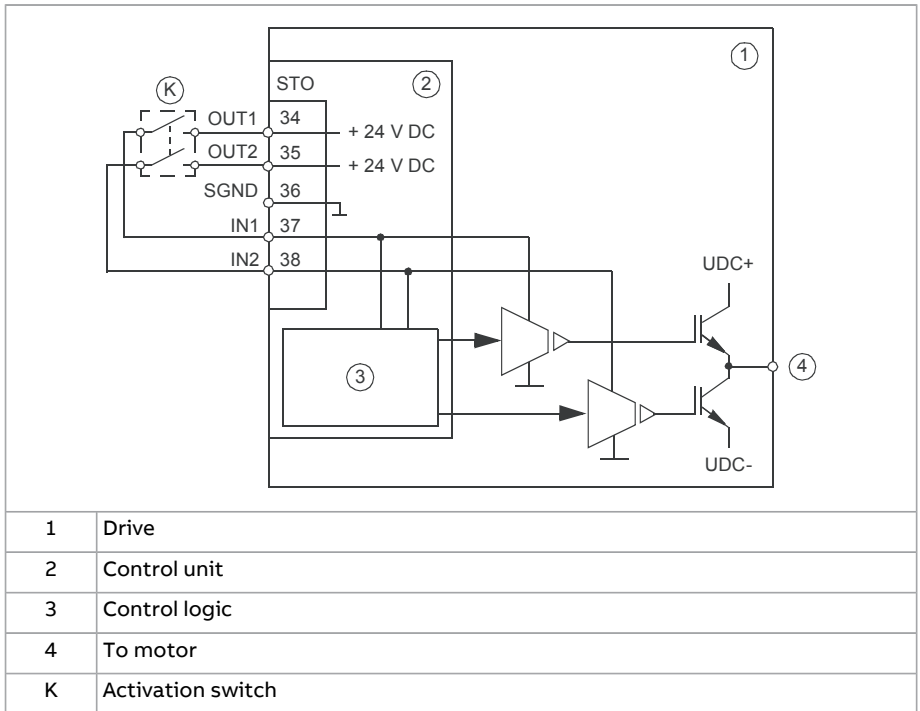 1
2
K
STO
OUT1 34 + 24 V DC
OUT2 35 + 24 V DC
SGND 36
IN1 37
IN2 38
UDC+
3
4
UDC-
1 Drive
2 Control unit
3 Control logic
4 To motor
K Activation switch